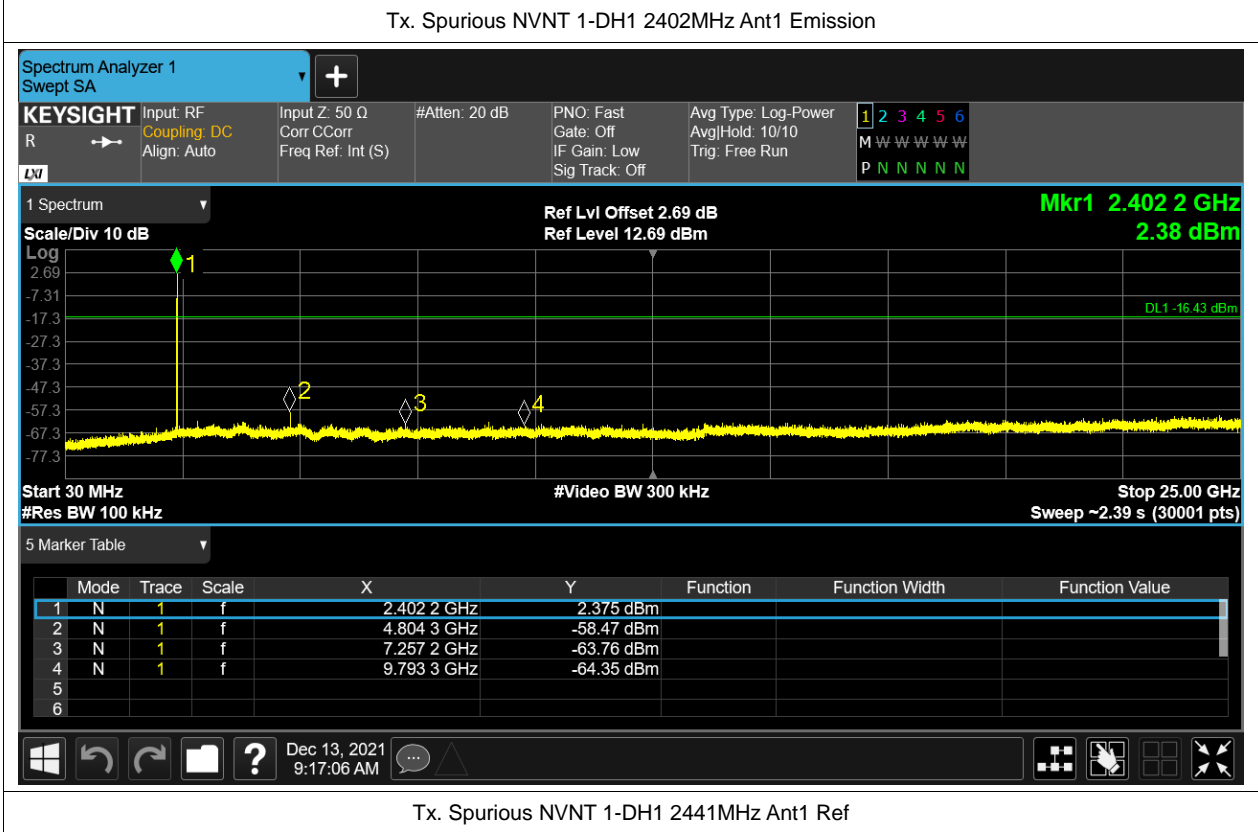 Tx. Spurious NVNT 1-DH1 2402MHz Ant1 Emission
Spectrum Analyzer 1
Swept SA
KEYSIGHT Input: RF Input Z: 50 Ω #Atten: 20 dB PNO: Fast Avg Type: Log-Power 1 2 3 4 5 6
R Coupling: DC Corr CCorr Gate: Off Avg|Hold: 10/10 M W W W W W
Align: Auto Freq Ref: Int (S) IF Gain: Low Trig: Free Run
LXI Sig Track: Off P N N N N N
1 Spectrum Ref Lvl Offset 2.69 dB Mkr1 2.402 2 GHz
Scale/Div 10 dB Ref Level 12.69 dBm 2.38 dBm
Log
1
2.69
-7.31
DL1 -16.43 dBm
-17.3
-27.3
-37.3
-47.3
2
3
4
-57.3
-67.3
-77.3
Start 30 MHz #Video BW 300 kHz Stop 25.00 GHz
#Res BW 100 kHz Sweep ~2.39 s (30001 pts)
5 Marker Table
Mode Trace Scale X Y Function Function Width Function Value
1 N 1 f 2.402 2 GHz 2.375 dBm
2 N 1 f 4.804 3 GHz -58.47 dBm
3 N 1 f 7.257 2 GHz -63.76 dBm
4 N 1 f 9.793 3 GHz -64.35 dBm
5
6
? Dec 13, 2021
9:17:06 AM
Tx. Spurious NVNT 1-DH1 2441MHz Ant1 Ref